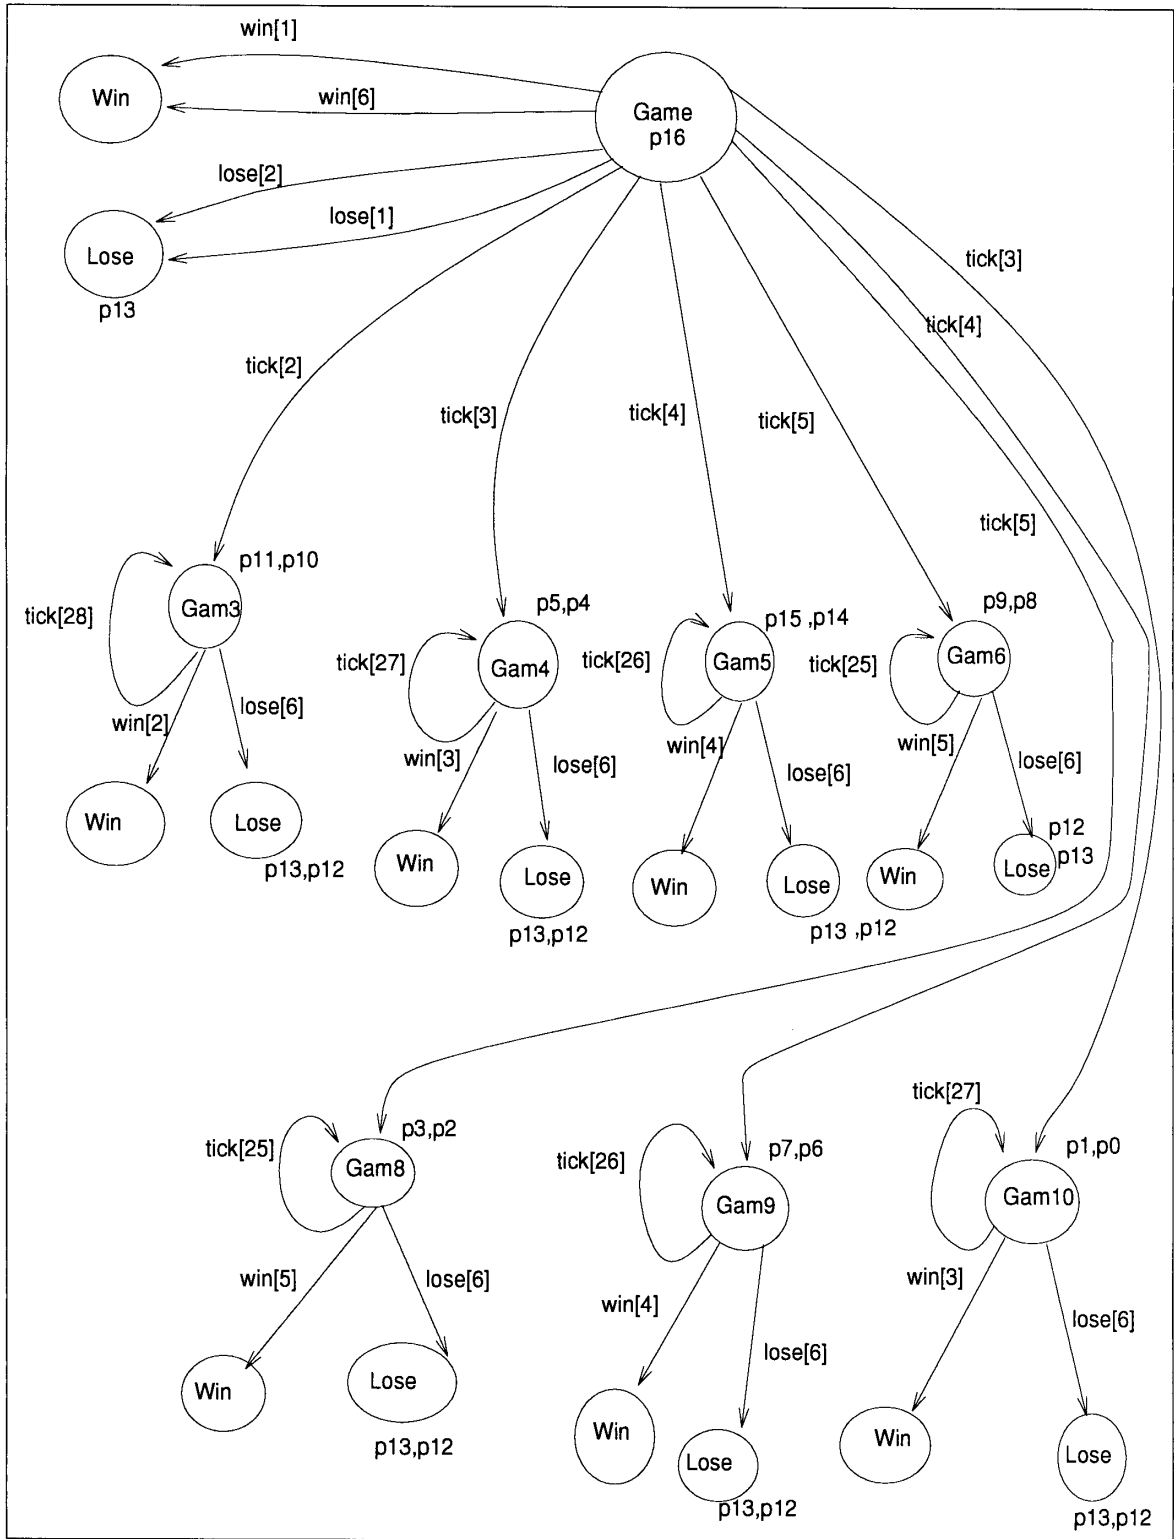 win[1]
Win
win[6]
Game
p16
lose[2]
lose[1]
Lose
p13
tick[3]
tick[4]
tick[2]
tick[3]
tick[4]
tick[5]
tick[5]
p11,p10
Gam3
tick[28]
win[2]
lose[6]
Win
Lose
p13,p12
p5,p4
tick[27]
Gam4
win[3]
lose[6]
Win
Lose
p13,p12
p15 ,p14
tick[26]
Gam5
win[4]
lose[6]
Win
Lose
p13 ,p12
p9,p8
tick[25]
Gam6
win[5]
lose[6]
p12
p13
Win
Lose
p3,p2
tick[25]
Gam8
win[5]
lose[6]
Win
Lose
p13,p12
p7,p6
tick[26]
Gam9
win[4]
lose[6]
Win
Lose
p13,p12
tick[27]
p1,p0
Gam10
win[3]
lose[6]
Win
Lose
p13,p12